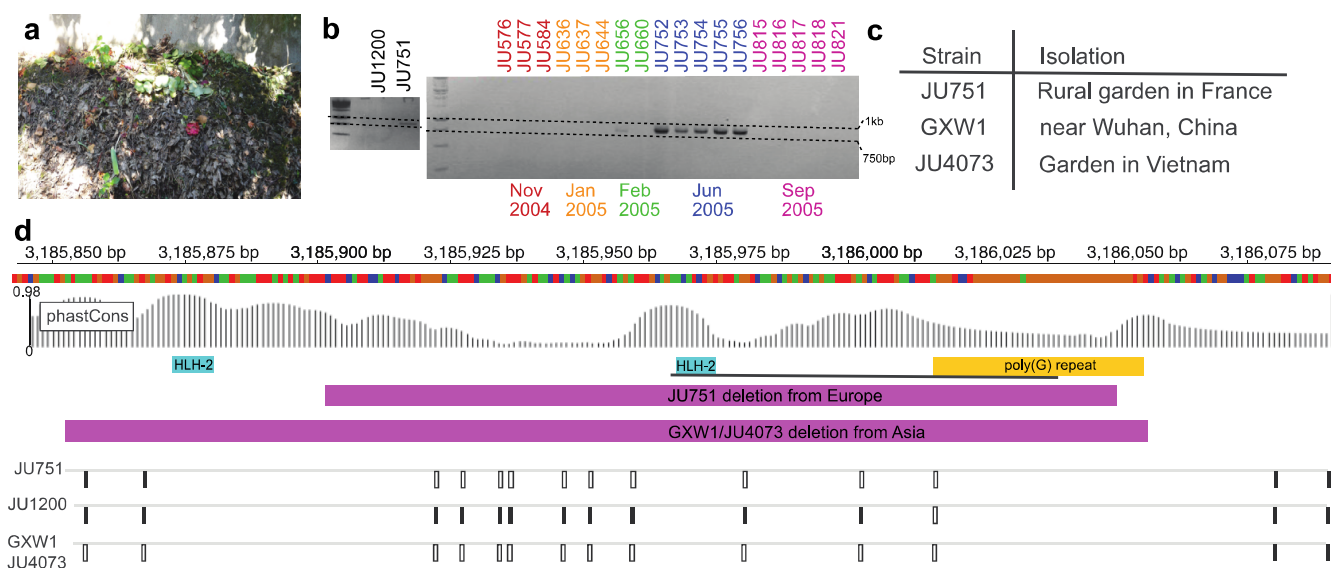 a
b
JU1200
JU751
JU576
JU577
JU584
JU636
JU637
JU644
JU656
JU660
JU752
JU753
JU754
JU755
JU756
JU815
JU816
JU817
JU818
JU821
1kb
750bp
Nov 2004
Jan 2005
Feb 2005
Jun 2005
Sep 2005
c
Strain Isolation
JU751 Rural garden in France
GXW1 near Wuhan, China
JU4073 Garden in Vietnam
d
3,185,850 bp 3,185,875 bp 3,185,900 bp 3,185,925 bp 3,185,950 bp 3,185,975 bp 3,186,000 bp 3,186,025 bp 3,186,050 bp 3,186,075 bp
0.98
phastCons
0
HLH-2 HLH-2 poly(G) repeat
JU751 deletion from Europe
GXW1/JU4073 deletion from Asia
JU751
JU1200
GXW1
JU4073